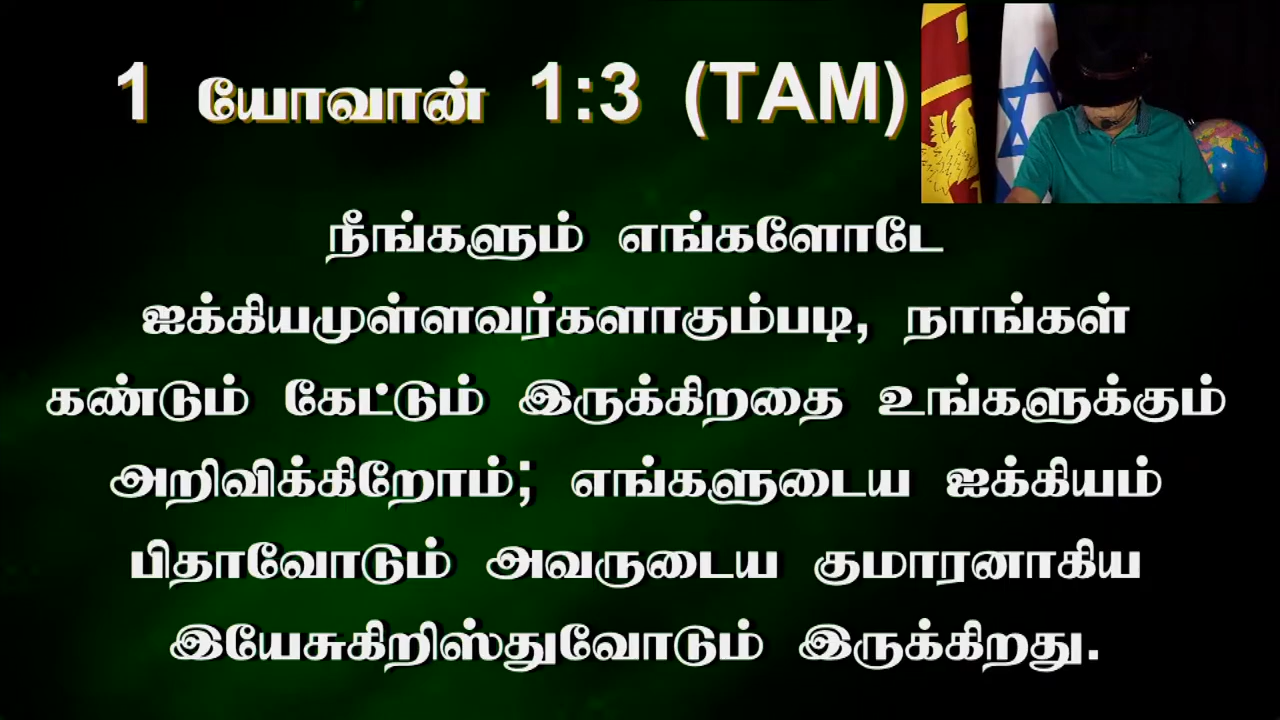 1 யோவான் 1:3 (TAM)
நீங்களும் எங்களோடே
ஐக்கியமுள்ளவர்களாகும்படி, நாங்கள்
கண்டும் கேட்டும் இருக்கிறதை உங்களுக்கும்
அறிவிக்கிறோம்; எங்களுடைய ஐக்கியம்
பிதாவோடும் அவருடைய குமாரனாகிய
இயேசுகிறிஸ்துவோடும் இருக்கிறது.